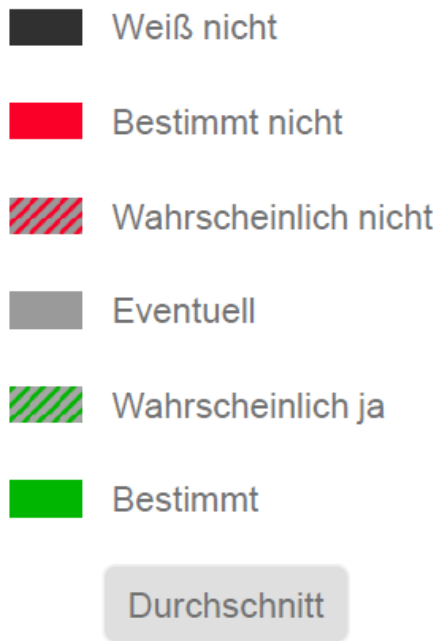 Weiß nicht
Bestimmt nicht
Wahrscheinlich nicht
Eventuell
Wahrscheinlich ja
Bestimmt
Durchschnitt